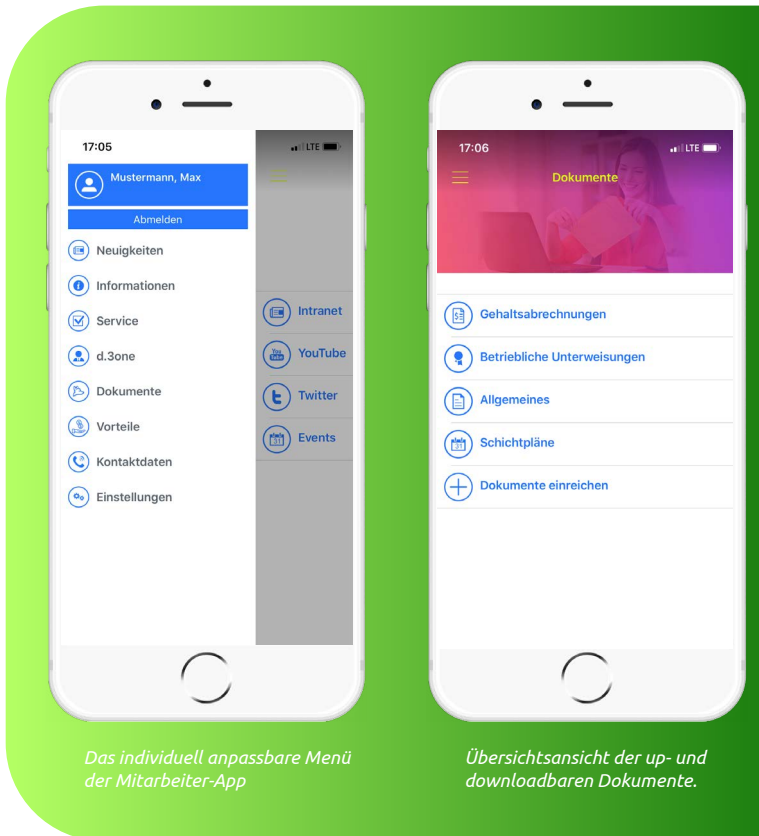 17:05
LTE
Mustermann, Max
Abmelden
Neuigkeiten
Informationen
Service
d.3one
Dokumente
Vorteile
Kontaktdaten
Einstellungen
Intranet
YouTube
Twitter
Events
Das individuell anpassbare Menü
der Mitarbeiter-App
17:06
LTE
Dokumente
Gehaltsabrechnungen
Betriebliche Unterweisungen
Allgemeines
Schichtpläne
Dokumente einreichen
Übersichtsansicht der up- und
downloadbaren Dokumente.